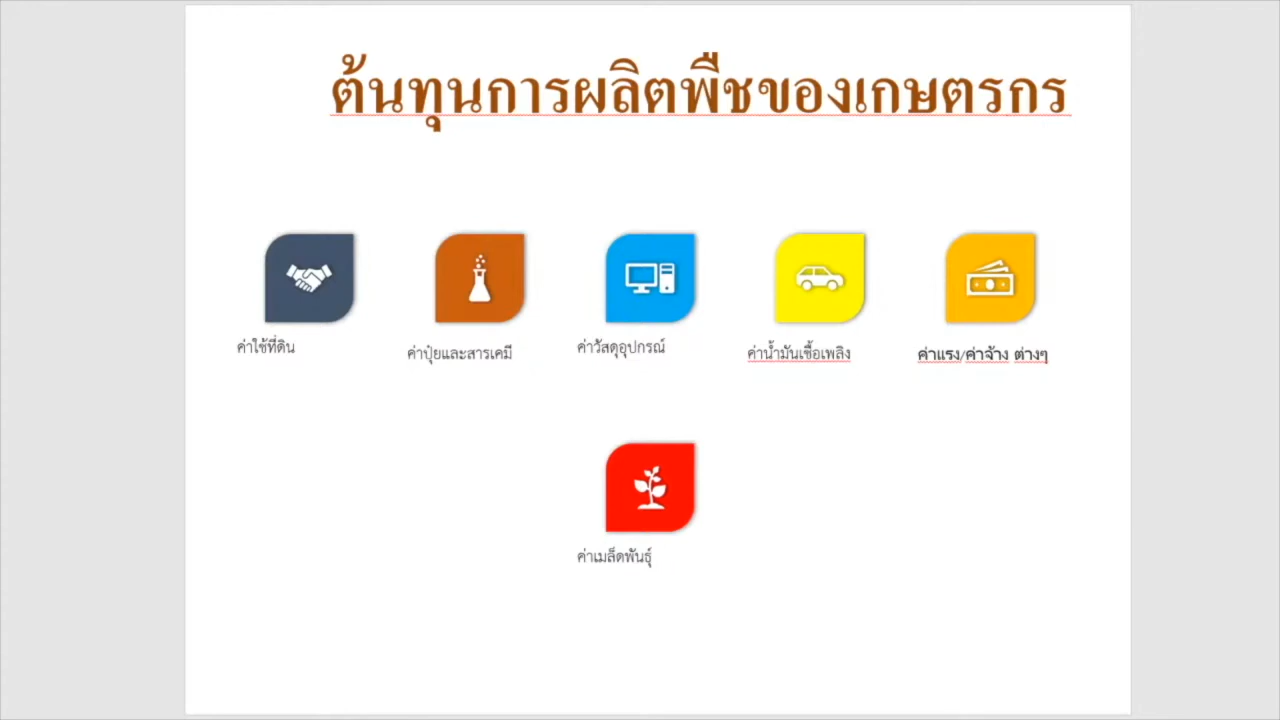 ต้นทุนการผลิตพืชของเกษตรกร
ค่าใช้ที่ดิน
ค่าปุ๋ยและสารเคมี
ค่าวัสดุอุปกรณ์
ค่าน้ำมันเชื้อเพลิง
ค่าแรง/ค่าจ้าง ต่างๆ
ค่าเมล็ดพันธุ์